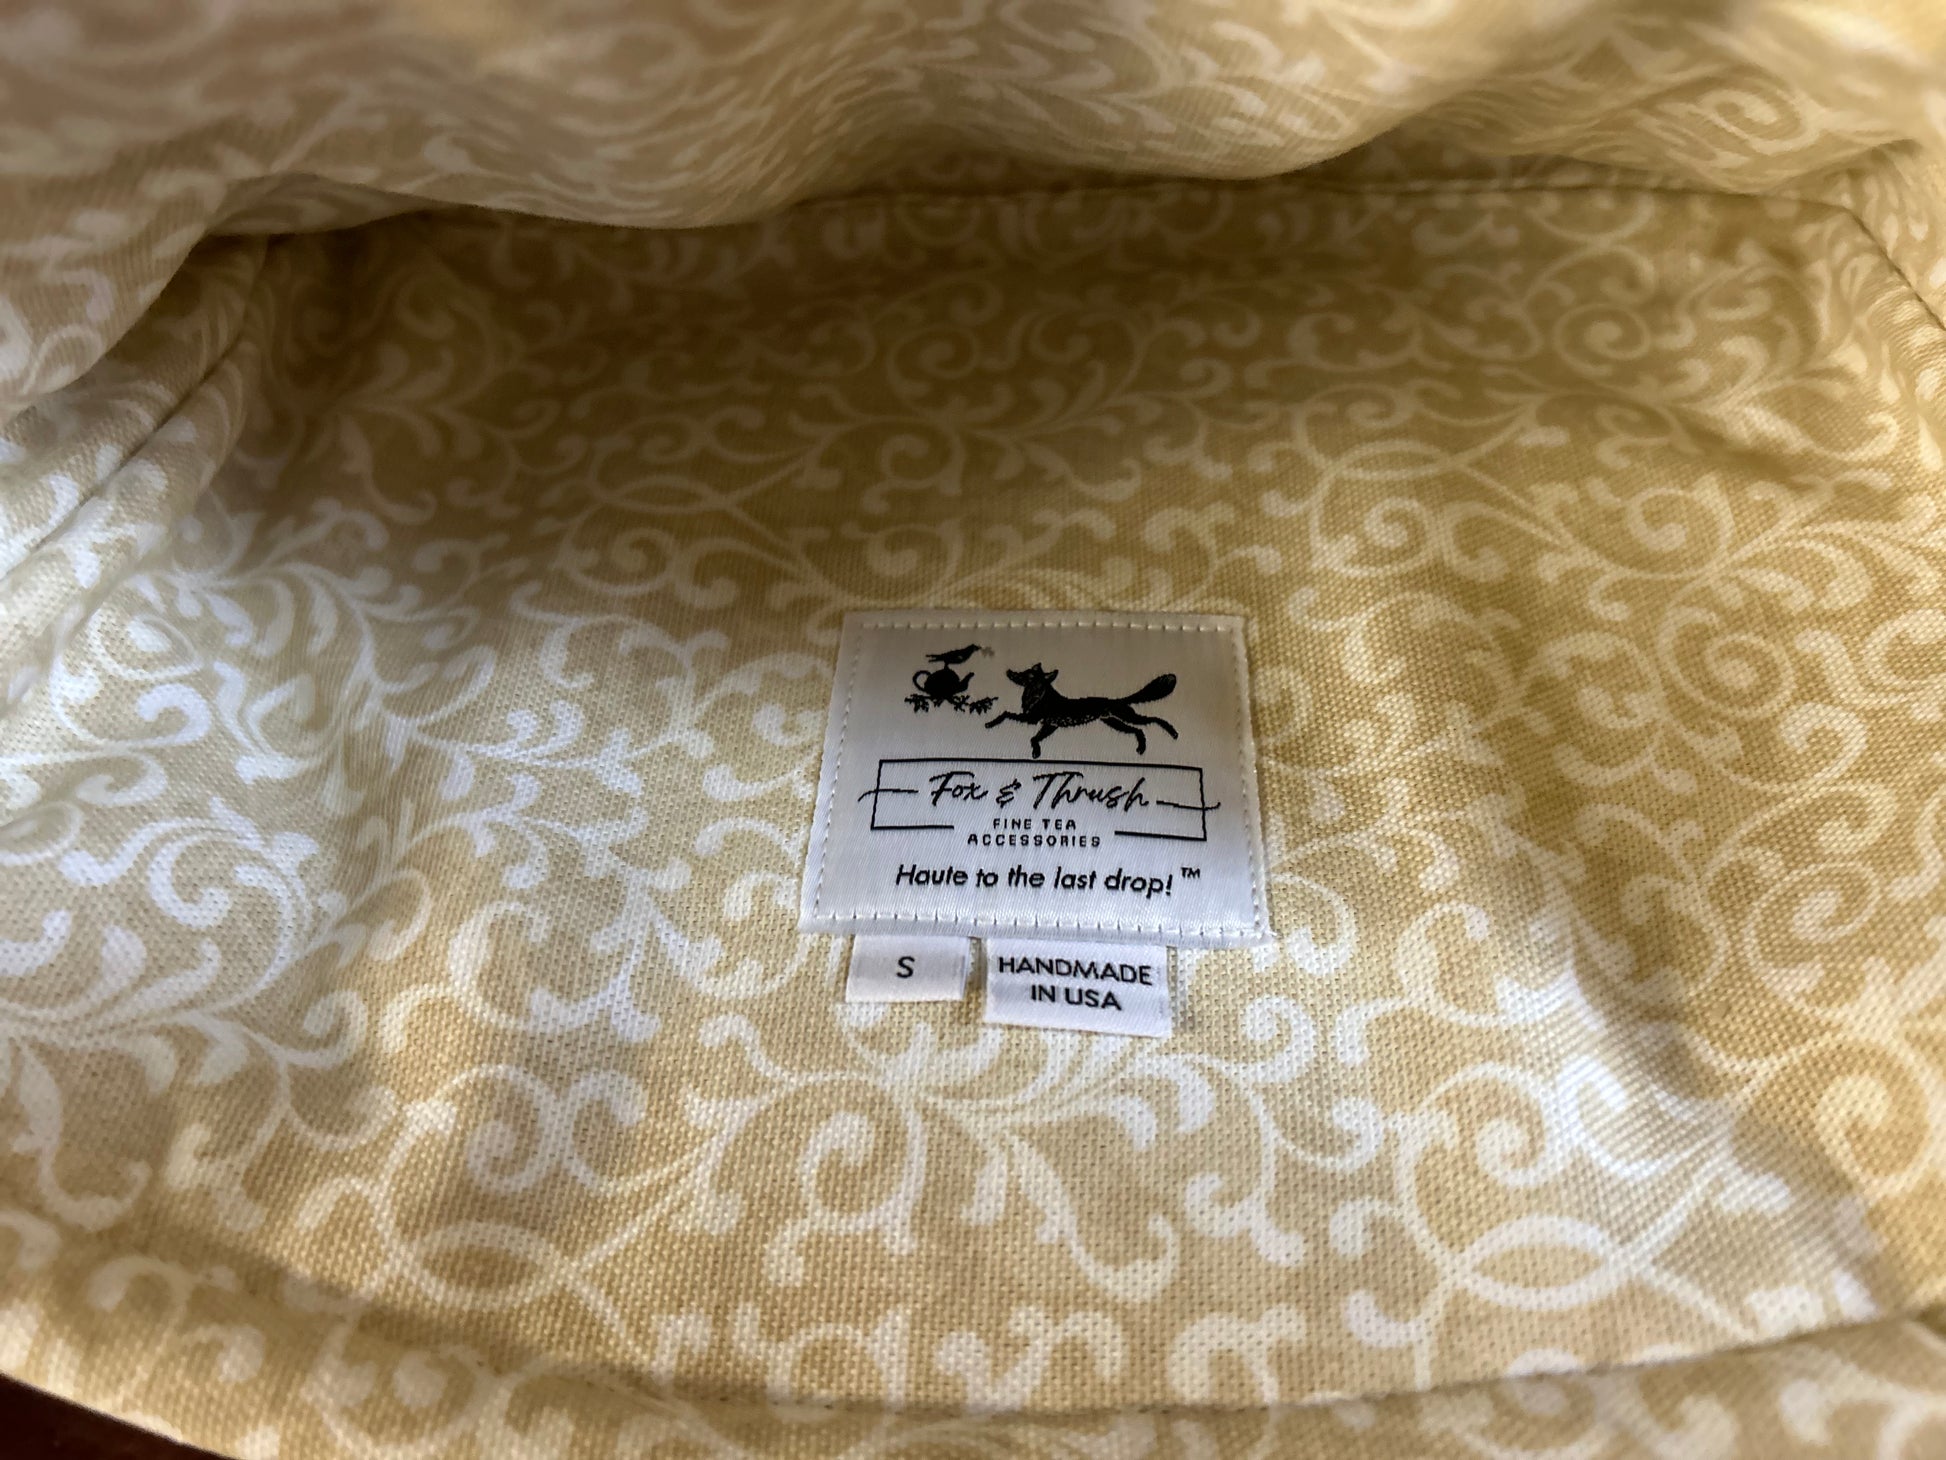 Fox & Thrush
FINE TEA
ACCESSORIES
Haute to the last drop!™
S
HANDMADE
IN USA